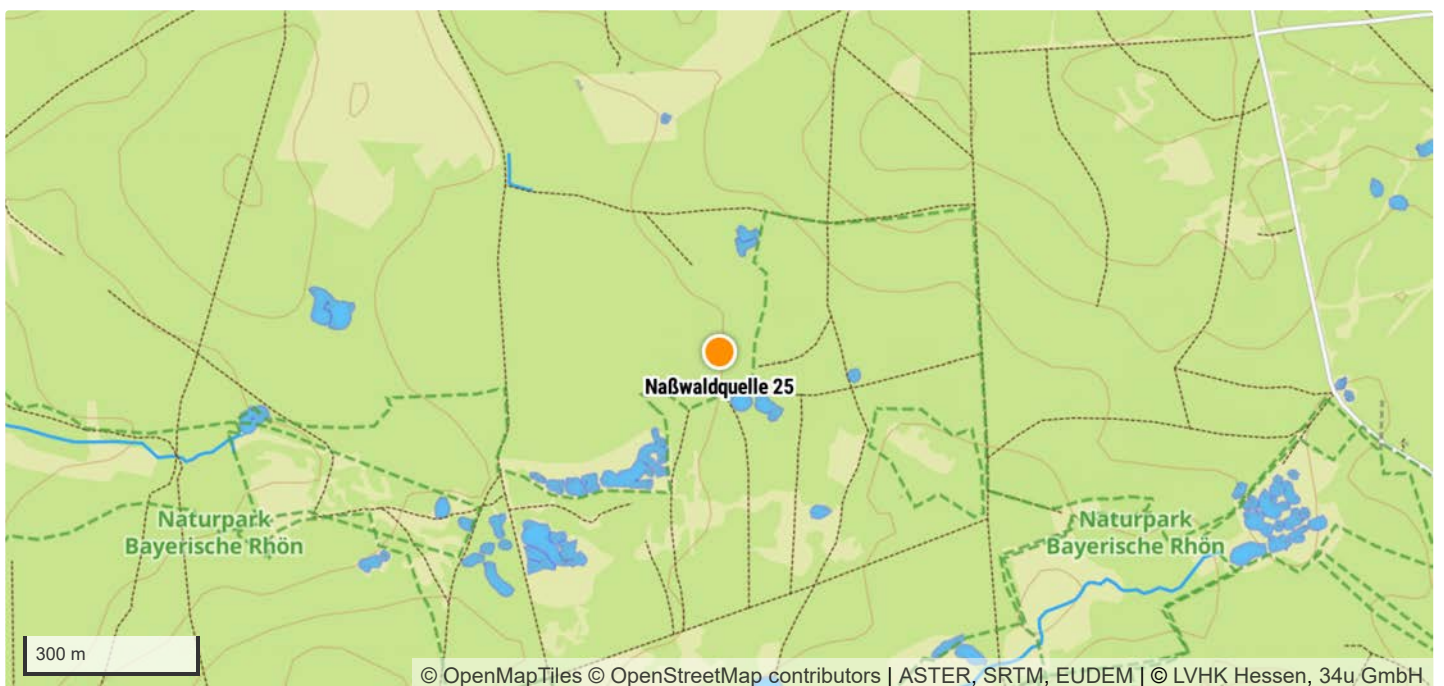 Naßwaldquelle 25
Naturpark
Bayerische Rhön
Naturpark
Bayerische Rhön
300 m
© OpenMapTiles © OpenStreetMap contributors | ASTER, SRTM, EUDEM | © LVHK Hessen, 34u GmbH